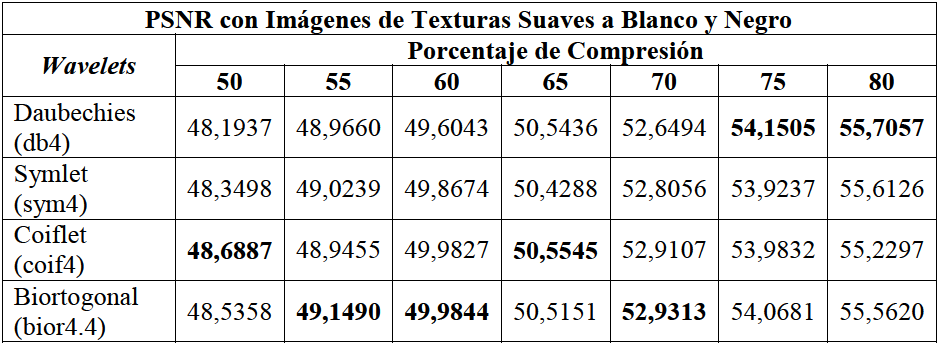 PSNR con Imágenes de Texturas Suaves a Blanco y Negro
Wavelets
Porcentaje de Compresión
50 55 60 65 70 75 80
Daubechies
(db4)
48,1937 48,9660 49,6043 50,5436 52,6494 54,1505 55,7057
Symlet
(sym4)
48,3498 49,0239 49,8674 50,4288 52,8056 53,9237 55,6126
Coiflet
(coif4)
48,6887 48,9455 49,9827 50,5545 52,9107 53,9832 55,2297
Biortogonal
(bior4.4)
48,5358 49,1490 49,9844 50,5151 52,9313 54,0681 55,5620